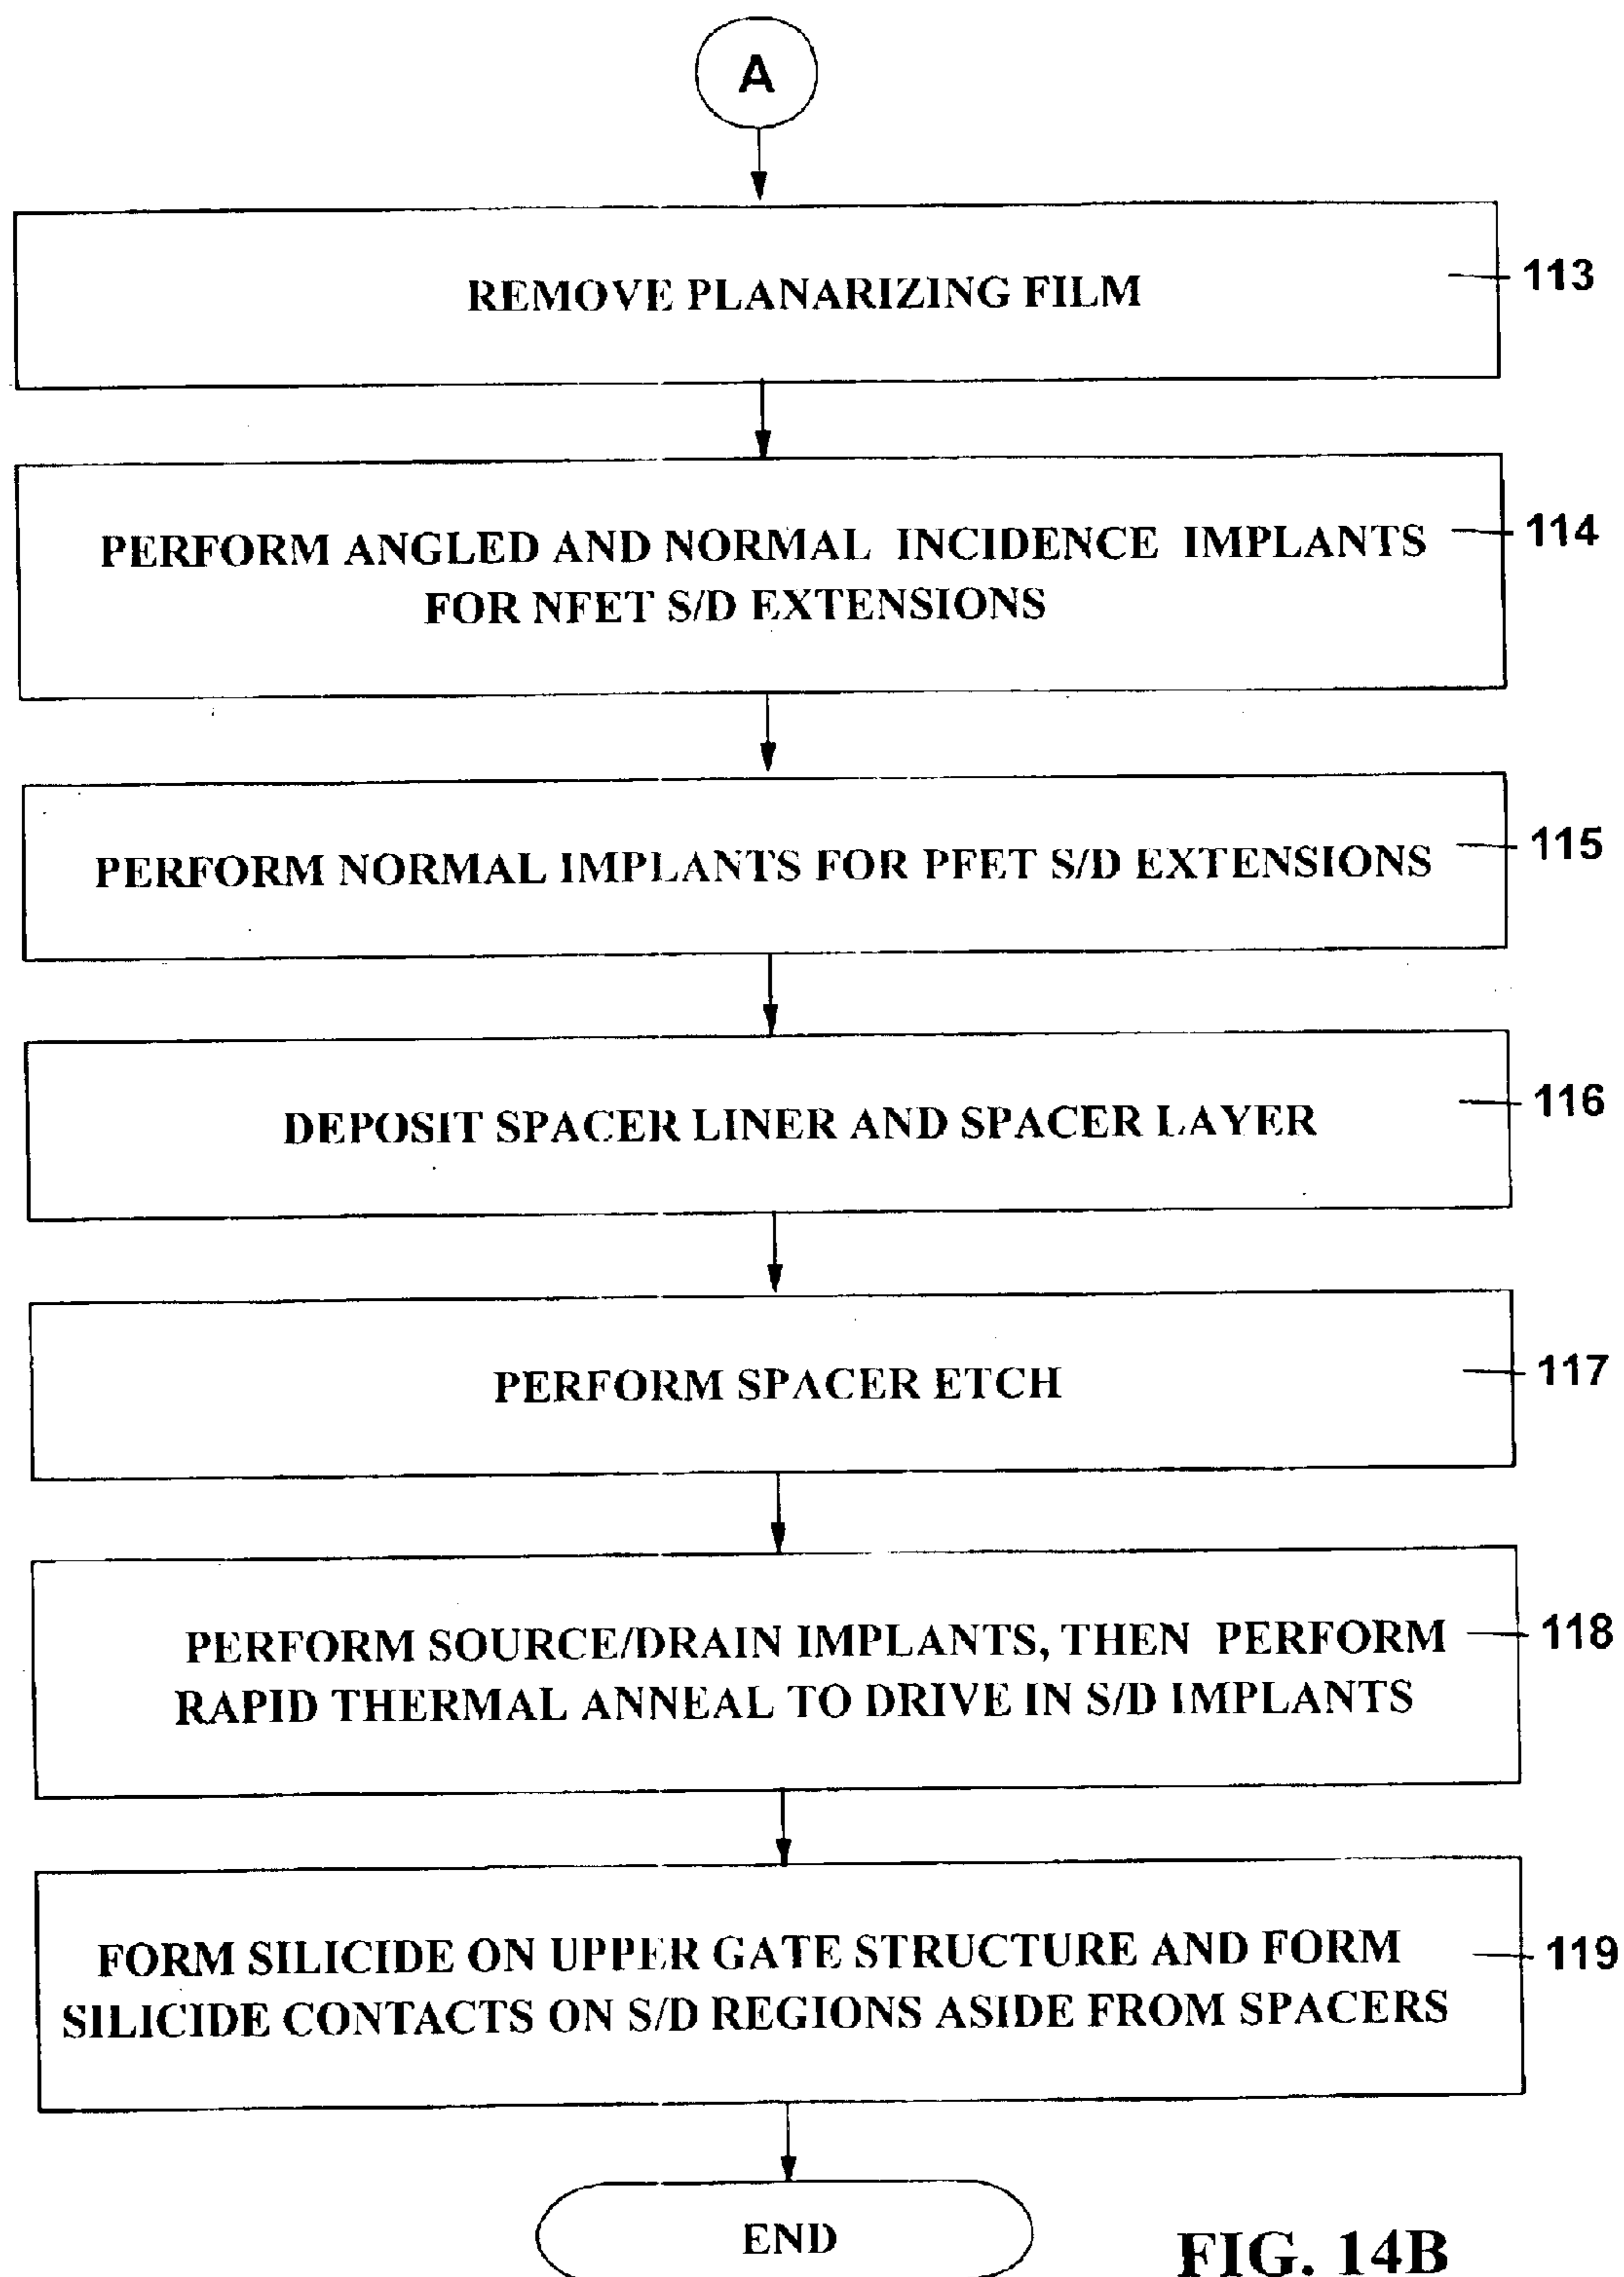 A
REMOVE PLANARIZING FILM
113
PERFORM ANGLED AND NORMAL INCIDENCE IMPLANTS
FOR NFET S/D EXTENSIONS
114
PERFORM NORMAL IMPLANTS FOR PFET S/D EXTENSIONS
115
DEPOSIT SPACER LINER AND SPACER LAYER
116
PERFORM SPACER ETCH
117
PERFORM SOURCE/DRAIN IMPLANTS, THEN PERFORM
RAPID THERMAL ANNEAL TO DRIVE IN S/D IMPLANTS
118
FORM SILICIDE ON UPPER GATE STRUCTURE AND FORM
SILICIDE CONTACTS ON S/D REGIONS ASIDE FROM SPACERS
119
END
FIG. 14B